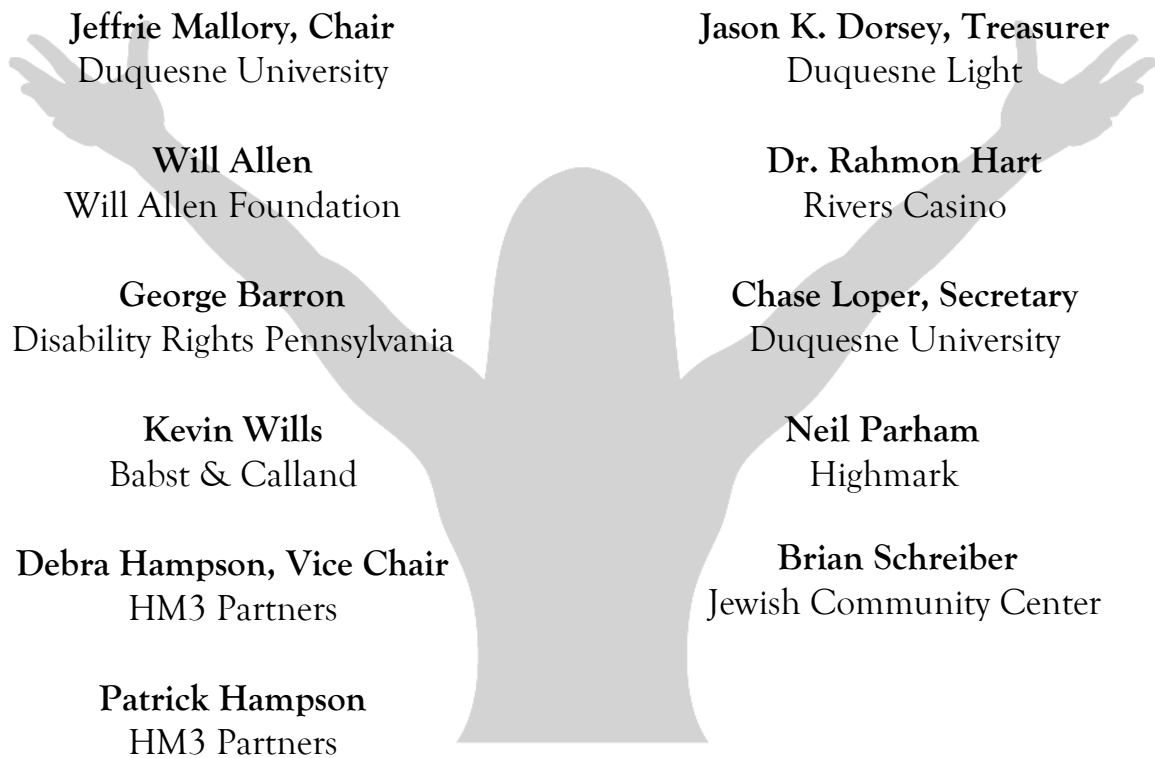 Jeffrie Mallory, Chair
Duquesne University
Will Allen
Will Allen Foundation
George Barron
Disability Rights Pennsylvania
Kevin Wills
Babst & Calland
Debra Hampson, Vice Chair
HM3 Partners
Patrick Hampson
HM3 Partners
Jason K. Dorsey, Treasurer
Duquesne Light
Dr. Rahmon Hart
Rivers Casino
Chase Loper, Secretary
Duquesne University
Neil Parham
Highmark
Brian Schreiber
Jewish Community Center